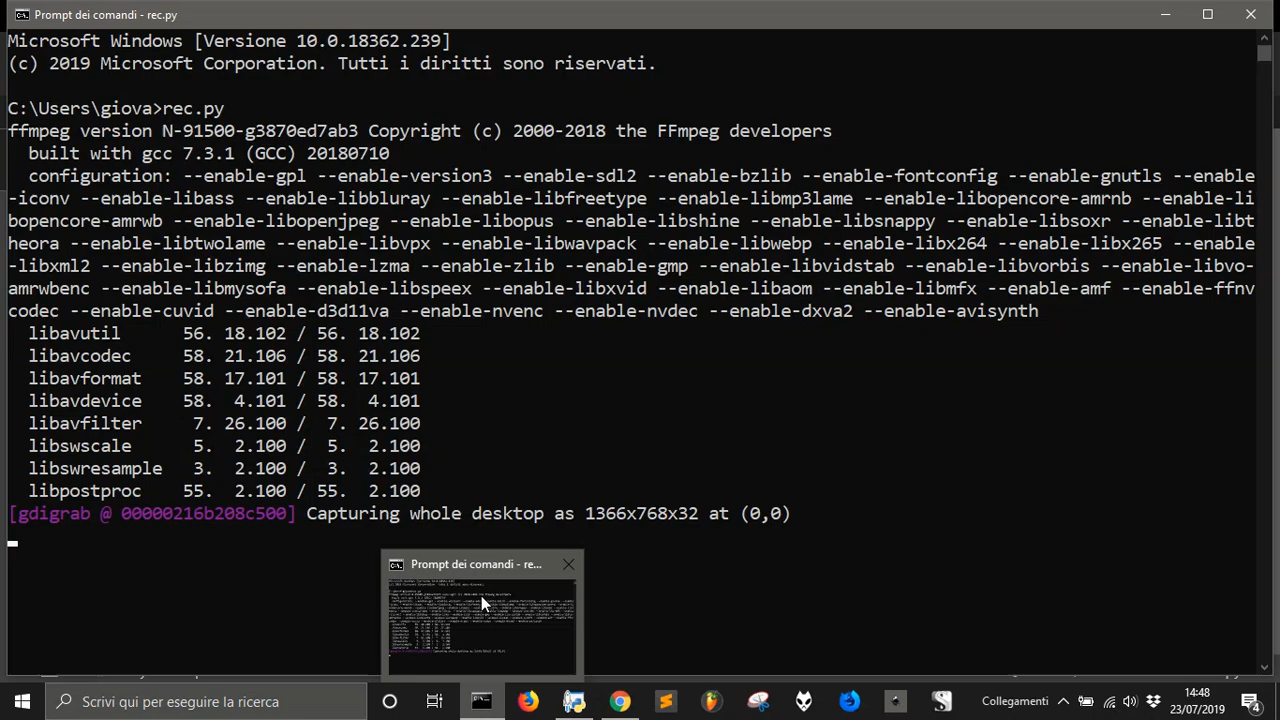 Prompt dei comandi - rec.py
Microsoft Windows [Versione 10.0.18362.239]
(c) 2019 Microsoft Corporation. Tutti i diritti sono riservati.
C:\Users\giova>rec.py
ffmpeg version N-91500-g3870ed7ab3 Copyright (c) 2000-2018 the FFmpeg developers
built with gcc 7.3.1 (GCC) 20180710
configuration: --enable-gpl --enable-version3 --enable-sdl2 --enable-bzlib --enable-fontconfig --enable-gnutls --enable
-iconv --enable-libass --enable-libbluray --enable-libfreetype --enable-libmp3lame --enable-libopencore-amrnb --enable-li
bopencore-amrwb --enable-libopenjpeg --enable-libopus --enable-libshine --enable-libsnappy --enable-libsoxr --enable-libt
heora --enable-libtwolame --enable-libvpx --enable-libwavpack --enable-libwebp --enable-libx264 --enable-libx265 --enable
-libxml2 --enable-libzimg --enable-lzma --enable-zlib --enable-gmp --enable-libvidstab --enable-libvorbis --enable-libvo-
amrwbenc --enable-libmysofa --enable-libspeex --enable-libxvid --enable-libaom --enable-libmfx --enable-amf --enable-ffnv
codec --enable-cuvid --enable-d3d11va --enable-nvenc --enable-nvdec --enable-dxva2 --enable-avisynth
libavutil 56. 18.102 / 56. 18.102
libavcodec 58. 21.106 / 58. 21.106
libavformat 58. 17.101 / 58. 17.101
libavdevice 58. 4.101 / 58. 4.101
libavfilter 7. 26.100 / 7. 26.100
libswscale 5. 2.100 / 5. 2.100
libswresample 3. 2.100 / 3. 2.100
libpostproc 55. 2.100 / 55. 2.100
[gdigrab @ 00000216b208c500] Capturing whole desktop as 1366x768x32 at (0,0)
Prompt dei comandi - re...
Scrivi qui per eseguire la ricerca
Collegamenti
14:48
23/07/2019
4